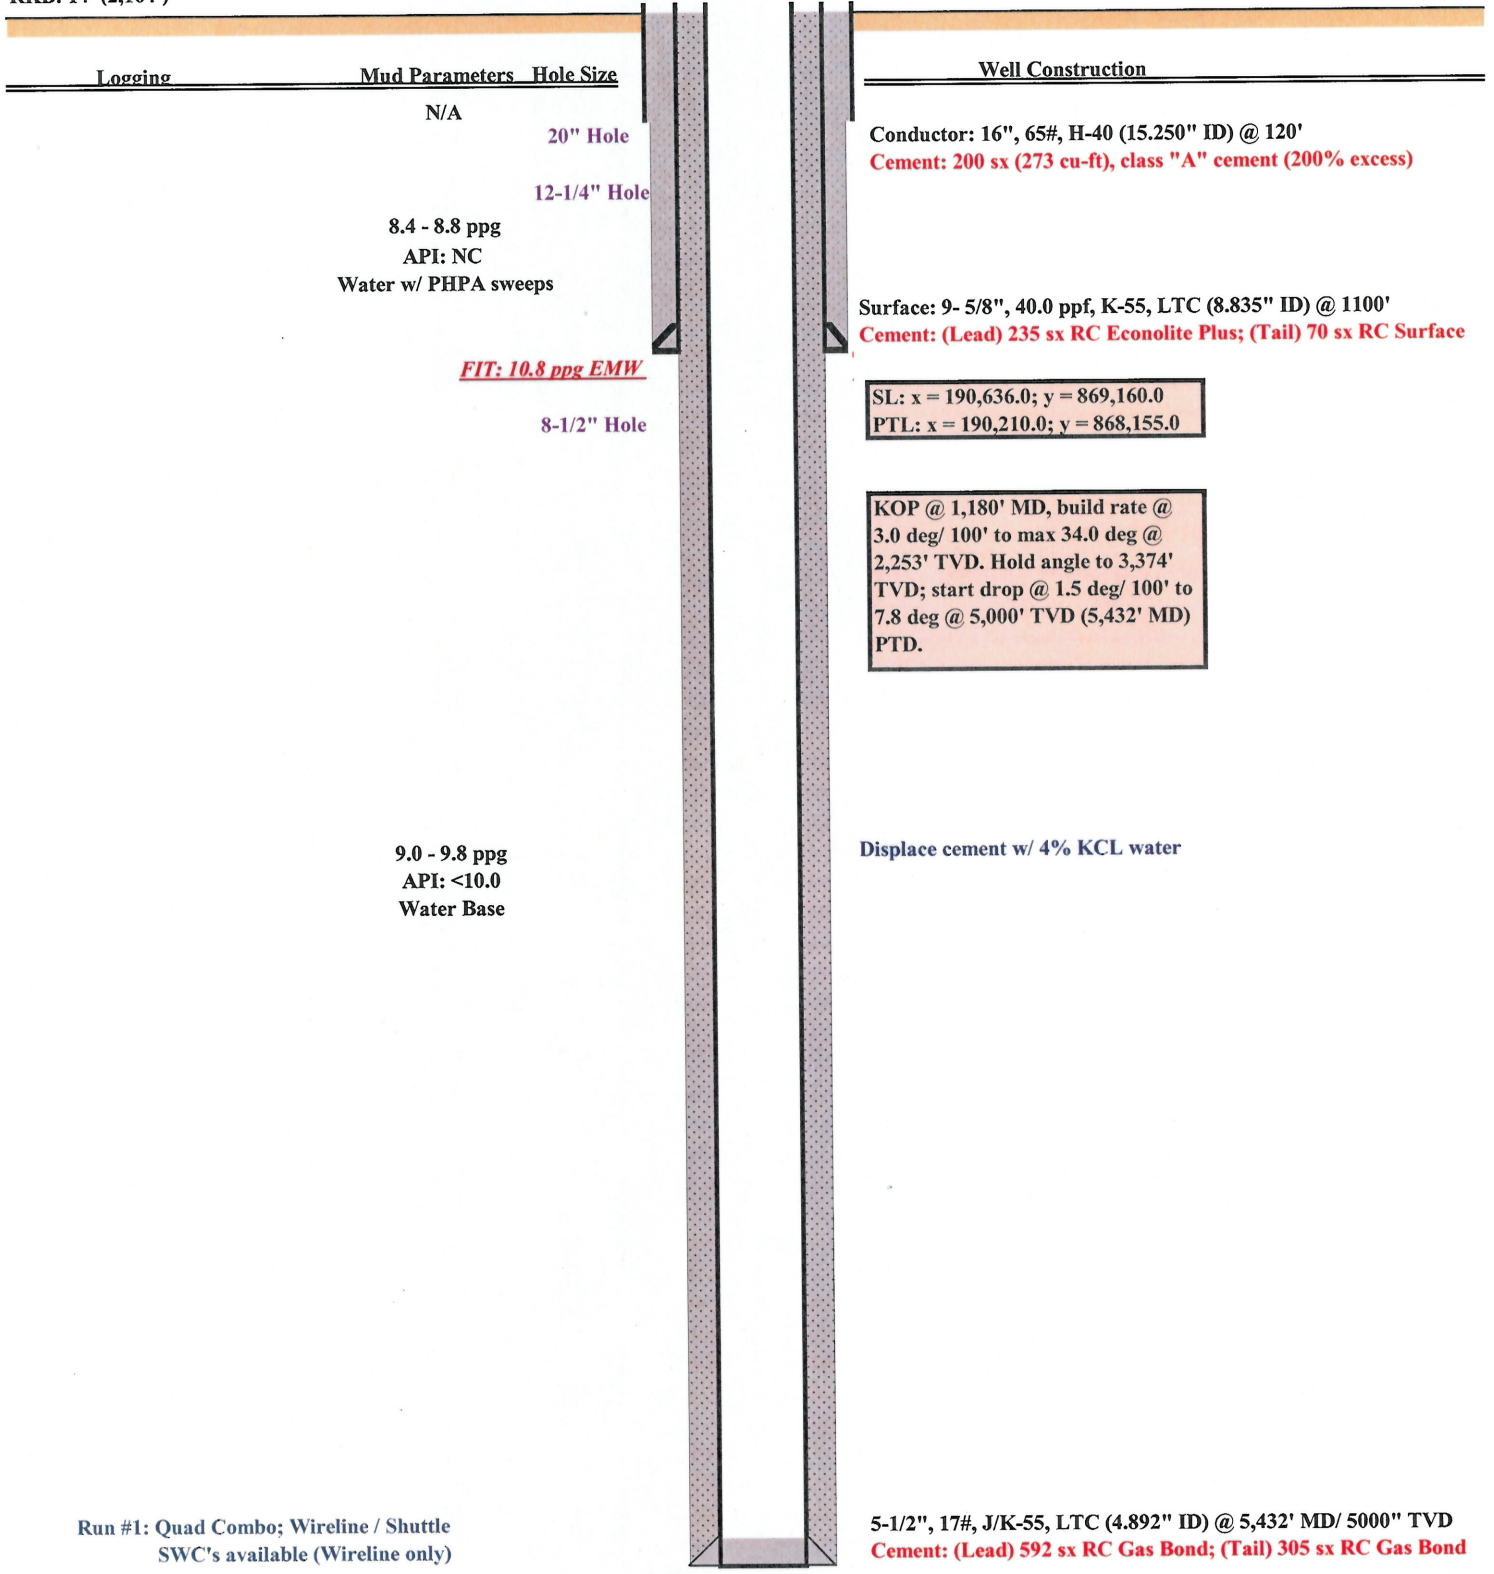 Logging Mud Parameters Hole Size
Well Construction
N/A
20" Hole
Conductor: 16", 65#, H-40 (15.250" ID) @ 120'
Cement: 200 sx (273 cu-ft), class "A" cement (200% excess)
12-1/4" Hole
8.4 - 8.8 ppg
API: NC
Water w/ PHPA sweeps
Surface: 9- 5/8", 40.0 ppf, K-55, LTC (8.835" ID) @ 1100'
Cement: (Lead) 235 sx RC Econolite Plus; (Tail) 70 sx RC Surface
FIT: 10.8 ppg EMW
8-1/2" Hole
SL: x = 190,636.0; y = 869,160.0
PTL: x = 190,210.0; y = 868,155.0
KOP @ 1,180' MD, build rate @
3.0 deg/ 100' to max 34.0 deg @
2,253' TVD. Hold angle to 3,374'
TVD; start drop @ 1.5 deg/ 100' to
7.8 deg @ 5,000' TVD (5,432' MD)
PTD.
9.0 - 9.8 ppg
API: <10.0
Water Base
Displace cement w/ 4% KCL water
Run #1: Quad Combo; Wireline / Shuttle
SWC's available (Wireline only)
5-1/2", 17#, J/K-55, LTC (4.892" ID) @ 5,432' MD/ 5000" TVD
Cement: (Lead) 592 sx RC Gas Bond; (Tail) 305 sx RC Gas Bond